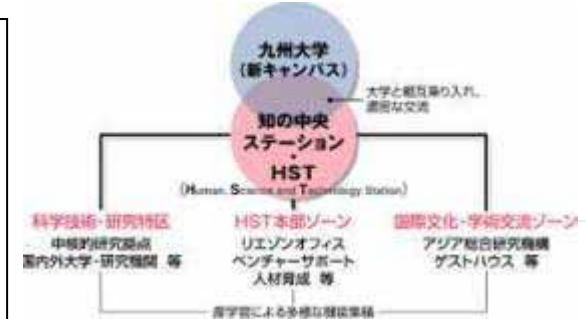 九州大学
(新キャンパス)
大学と相互乗り入れ、
濃密な交流
知の中央
ステーション
・
HST
(Human, Science and Technology Station)
科学技術・研究特区
中核的研究拠点
国内外大学・研究機関 等
HST本部ゾーン
リエゾンオフィス
ベンチャーサポート
人材育成 等
国際文化・学術交流ゾーン
アジア総合研究機構
ゲストハウス 等
産学官による多様な機能集積